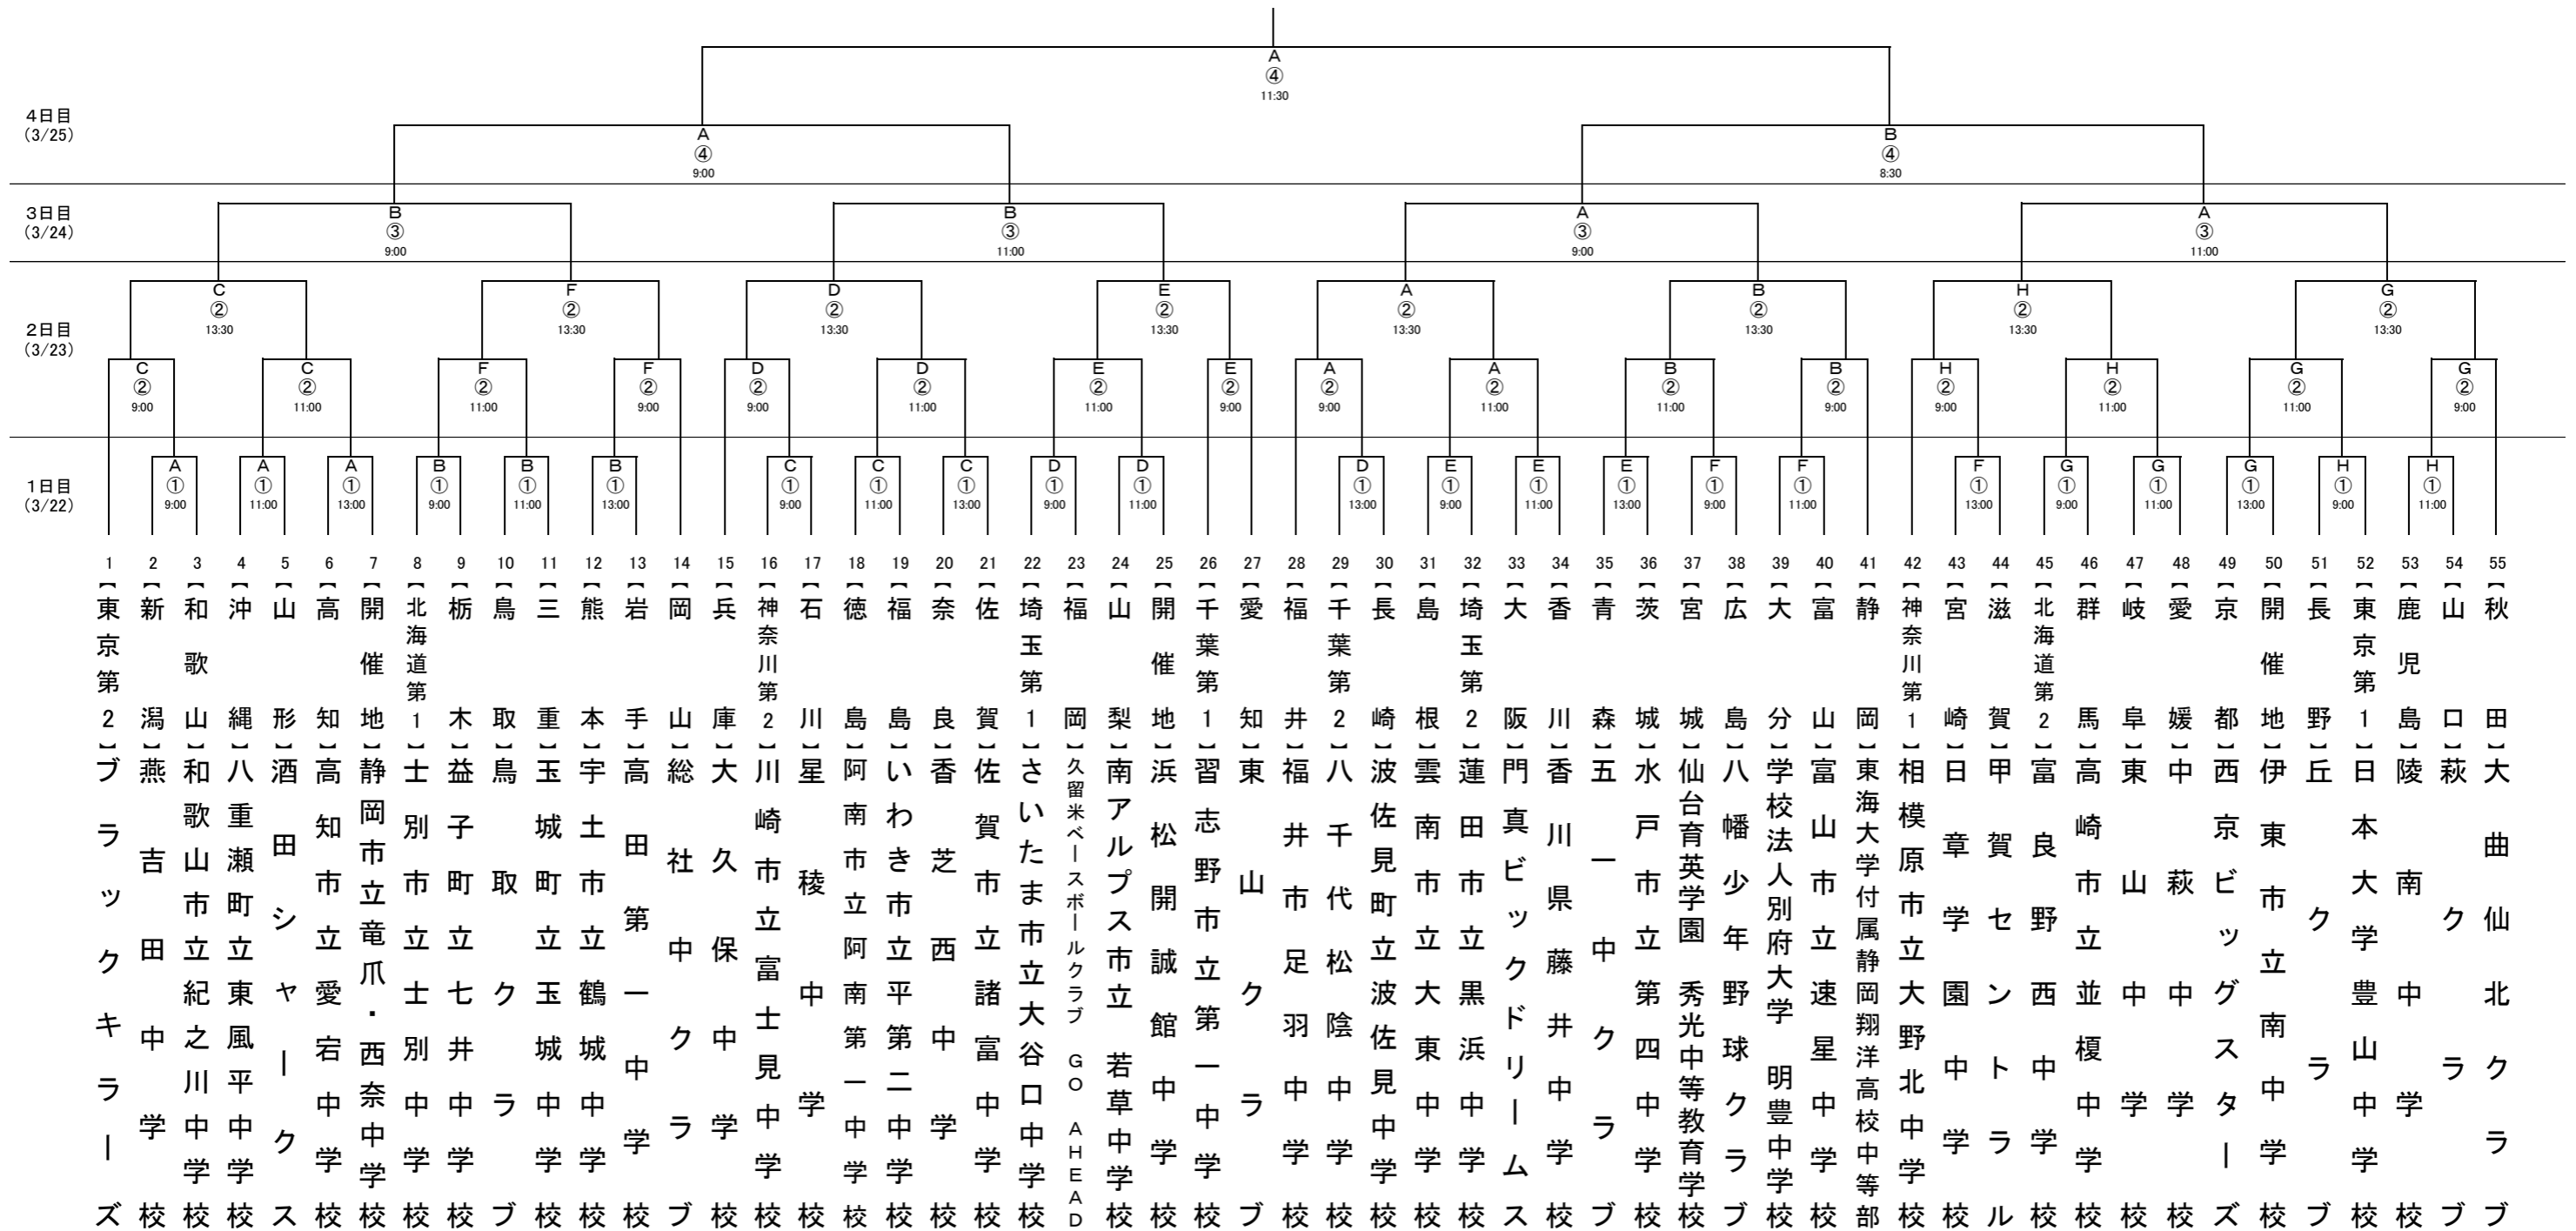 A
④
11:30
4日目
(3/25)
A
④
9:00
B
④
8:30
3日目
(3/24)
B
③
9:00
B
③
11:00
A
③
9:00
A
③
11:00
2日目
(3/23)
C
②
13:30
F
②
13:30
D
②
13:30
E
②
13:30
A
②
13:30
B
②
13:30
H
②
13:30
G
②
13:30
C
②
9:00
C
②
11:00
F
②
11:00
F
②
9:00
D
②
9:00
D
②
11:00
E
②
11:00
E
②
9:00
A
②
9:00
A
②
11:00
B
②
11:00
B
②
9:00
H
②
9:00
H
②
11:00
G
②
11:00
G
②
9:00
1日目
(3/22)
A
①
9:00
A
①
11:00
A
①
13:00
B
①
9:00
B
①
11:00
B
①
13:00
C
①
9:00
C
①
11:00
C
①
13:00
D
①
9:00
D
①
11:00
D
①
13:00
E
①
9:00
E
①
11:00
E
①
13:00
F
①
9:00
F
①
11:00
F
①
13:00
G
①
9:00
G
①
11:00
G
①
13:00
H
①
9:00
H
①
11:00
1【東京第2】ブラックキラーズ
2【新潟】燕吉田中学校
3【和歌山】和歌山市立紀之川中学校
4【沖縄】八重瀬町立東風平中学校
5【山形】酒田シャークス
6【高知】高知市立愛宕中学校
7【開催地】静岡市立竜爪・西奈中学校
8【北海道第1】士別市立士別中学校
9【栃木】益子町立七井中学校
10【鳥取】鳥取クラブ
11【三重】玉城町立玉城中学校
12【熊本】宇土市立鶴城中学校
13【岩手】高田第一中学校
14【岡山】総社中クラブ
15【兵庫】大久保中学校
16【神奈川第2】川崎市立富士見中学校
17【石川】星稜中学校
18【徳島】阿南市立阿南第一中学校
19【福島】いわき市立平第二中学校
20【奈良】香芝西中学校
21【佐賀】佐賀市立諸富中学校
22【埼玉第1】さいたま市立大谷口中学校
23【福岡】久留米ベースボールクラブ GO AHEAD
24【山梨】南アルプス市立 若草中学校
25【開催地】浜松開誠館中学校
26【千葉第1】習志野市立第一中学校
27【愛知】東山クラブ
28【福井】福井市足羽中学校
29【千葉第2】八千代松陰中学校
30【長崎】波佐見町立波佐見中学校
31【島根】雲南市立大東中学校
32【埼玉第2】蓮田市立黒浜中学校
33【大阪】門真ビックドリームス
34【香川】香川県藤井中学校
35【青森】五一中クラブ
36【茨城】水戸市立第四中学校
37【宮城】仙台育英学園 秀光中等教育学校
38【広島】八幡少年野球クラブ
39【大分】学校法人別府大学 明豊中学校
40【富山】富山市立速星中学校
41【静岡】東海大学付属静岡翔洋高校中等部
42【神奈川第1】相模原市立大野北中学校
43【宮崎】日章学園中学校
44【滋賀】甲賀セントラル
45【北海道第2】富良野西中学校
46【群馬】高崎市立並榎中学校
47【岐阜】東山中学校
48【愛媛】中萩中学校
49【京都】西京ビッグスターズ
50【開催地】伊東市立南中学校
51【長野】丘クラブ
52【東京第1】日本大学豊山中学校
53【鹿児島】陵南中学校
54【山口】萩クラブ
55【秋田】大曲仙北クラブ